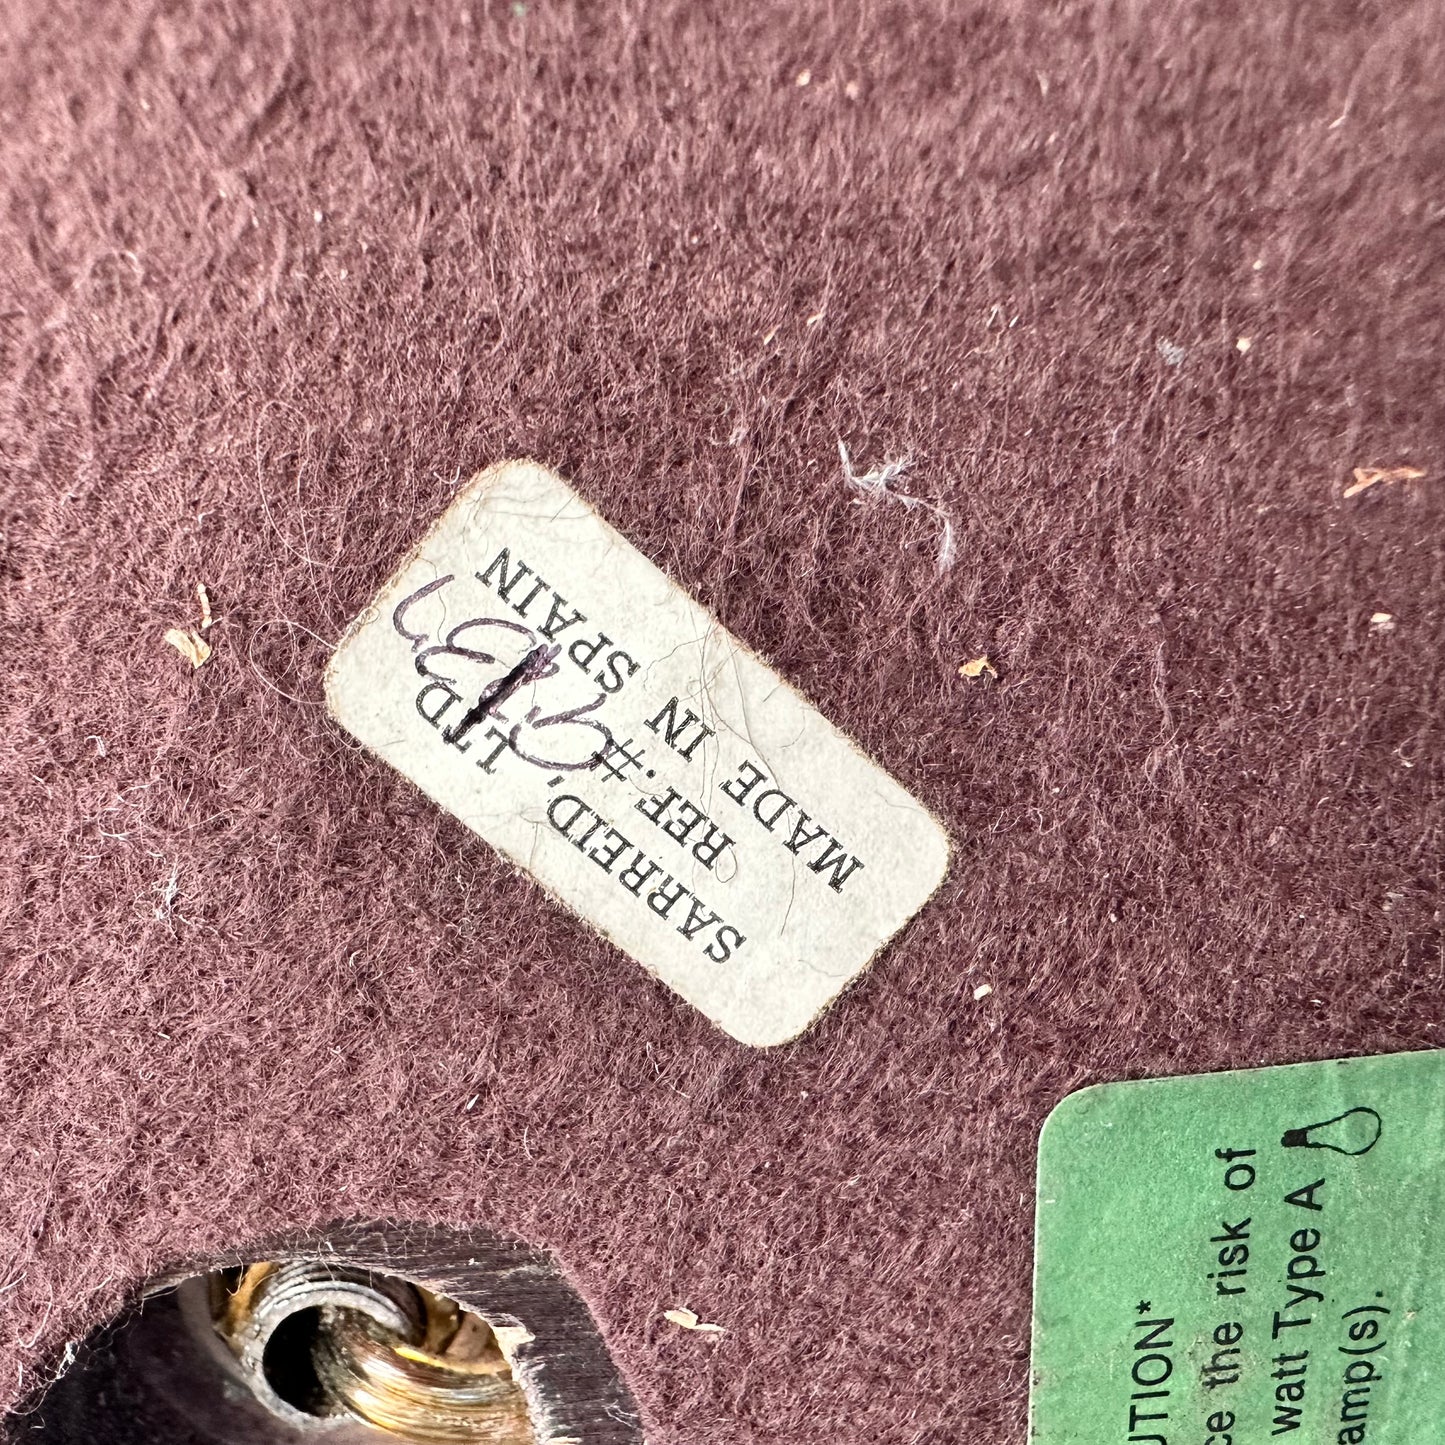 SARREID, LTD
REF.#
MADE IN SPAIN
UTION*
ce the risk of
watt Type A
amp(s).